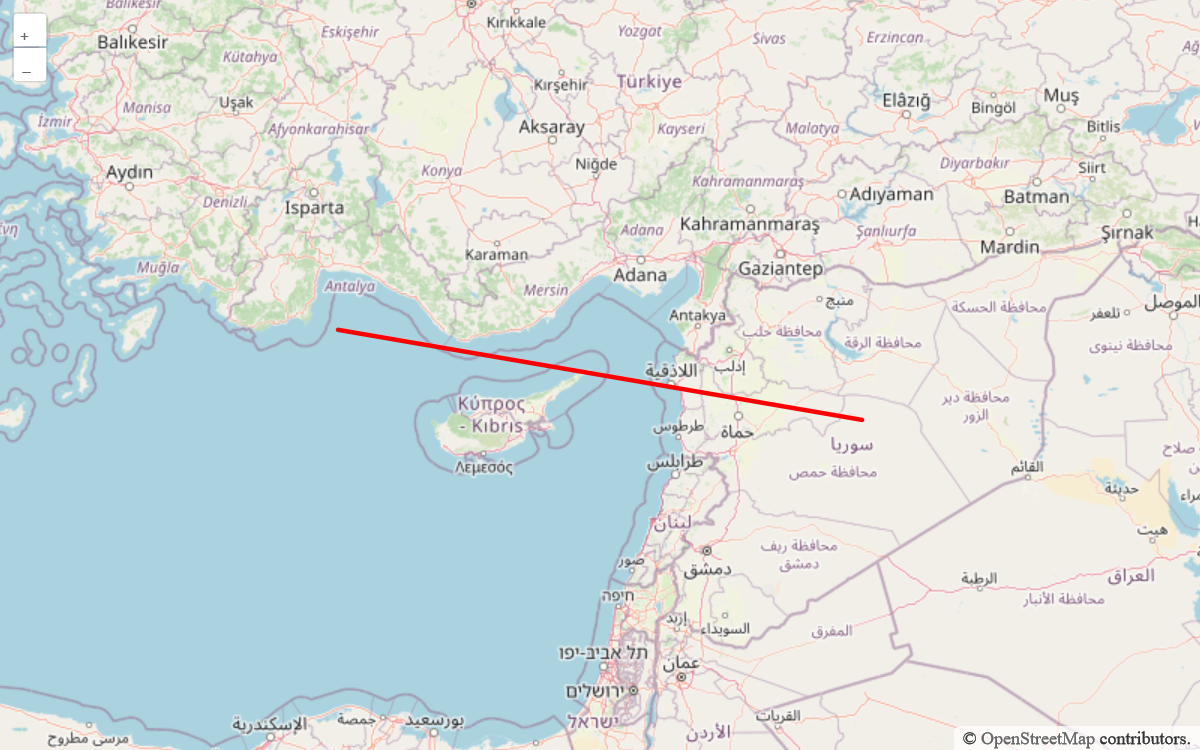 +
–
Balıkesir
Kırıkkale
Balıkesir
Eskişehir
Yozgat
Sivas
Erzincan
Kütahya
Türkiye
Kırşehir
Uşak
Manisa
Elâzığ
Bingöl
Muş
İzmir
Afyonkarahisar
Aksaray
Kayseri
Malatya
Bitlis
Aydın
Konya
Niğde
Diyarbakır
Siirt
Kahramanmaraş
Adıyaman
Batman
Denizli
Isparta
Adana
Kahramanmaraş
Şanlıurfa
Mardin
Şırnak
Karaman
Muğla
Antalya
Mersin
Adana
Gaziantep
منبج
محافظة الحسكة
الموصل
تلعفر
Antakya
محافظة حلب
محافظة الرقة
محافظة نينوى
اللاذقية
إدلب
Κύπρος
- Kıbrıs
محافظة دير
الزور
طرطوس
حماة
سوريا
Λεμεσός
طرابلس
محافظة حمص
القائم
حديثة
لبنان
هيت
صور
محافظة ريف
دمشق
دمشق
العراق
الرطبة
محافظة الأنبار
חיפה
إربد
السويداء
المفرق
תל אביב-יפו
عمان
ירושלים
ישראל
الأردن
القريات
الإسكندرية
جمصة
بورسعيد
مرسى مطروح
© OpenStreetMap contributors.